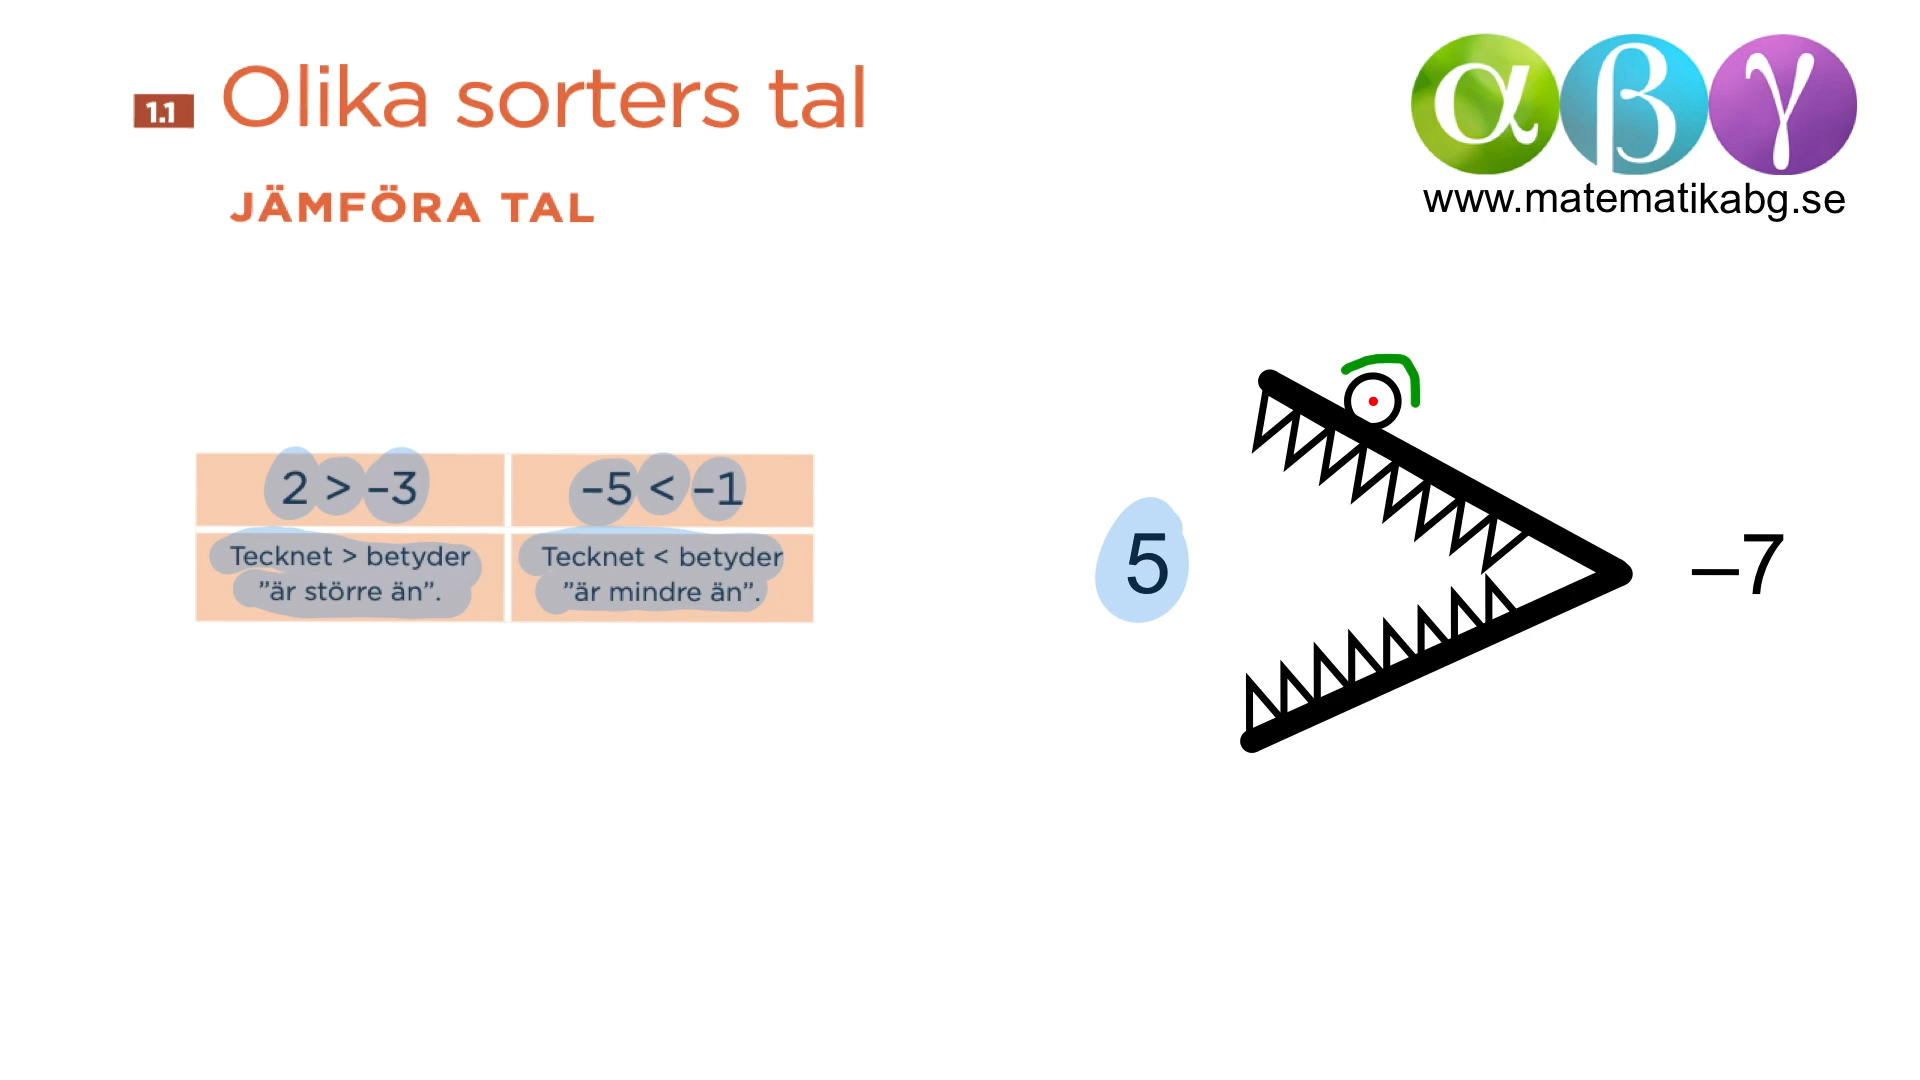 1.1 Olika sorters tal
JÄMFÖRA TAL
αβγ
www.matematikabg.se
2 > –3
–5 < –1
Tecknet > betyder
”är större än”.
Tecknet < betyder
”är mindre än”.
5
–7